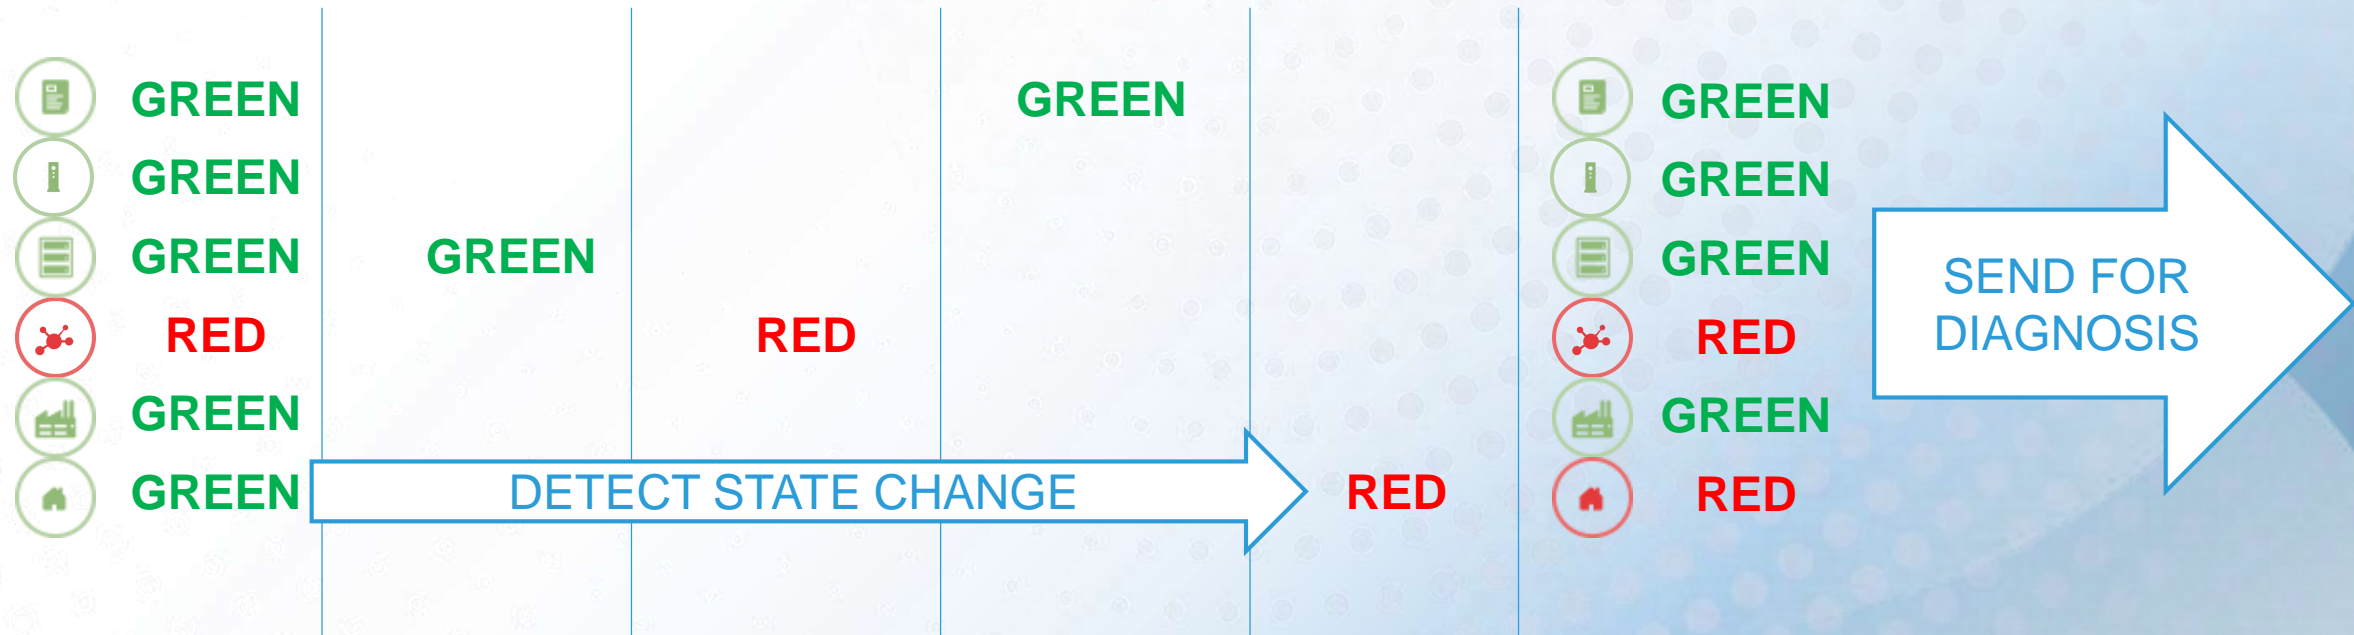 GREEN GREEN GREEN
GREEN GREEN
GREEN GREEN GREEN
RED RED RED
GREEN GREEN
GREEN DETECT STATE CHANGE RED RED
SEND FOR
DIAGNOSIS